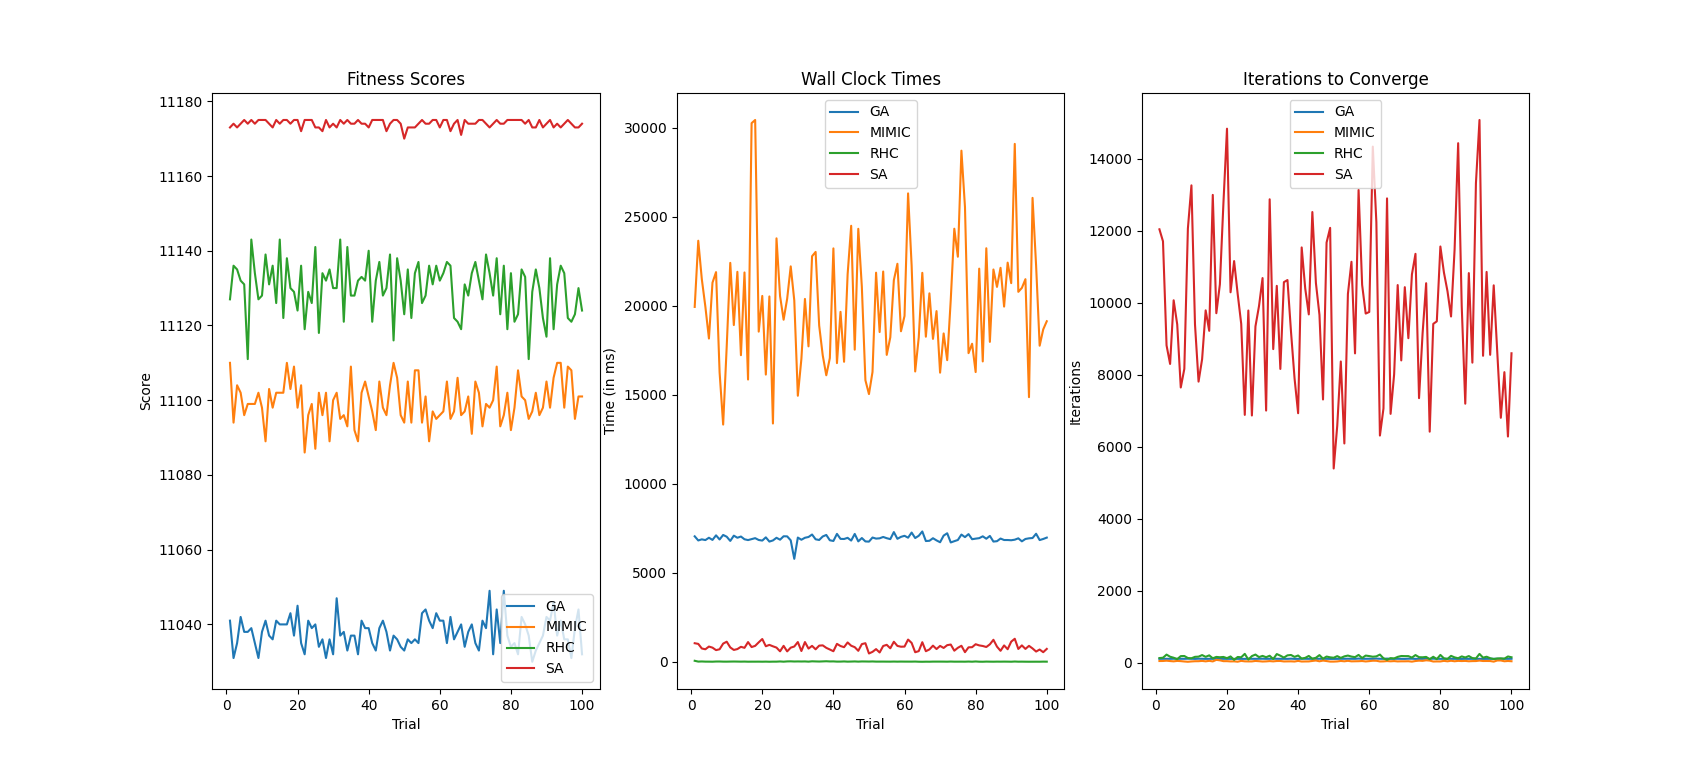 Fitness Scores
11180
11160
11140
11120
11100
11080
11060
11040
Score
0 20 40 60 80 100
Trial
GA
MIMIC
RHC
SA
Wall Clock Times
30000
25000
20000
15000
10000
5000
0
Time (in ms)
0 20 40 60 80 100
Trial
GA
MIMIC
RHC
SA
Iterations to Converge
14000
12000
10000
8000
6000
4000
2000
0
Iterations
0 20 40 60 80 100
Trial
GA
MIMIC
RHC
SA